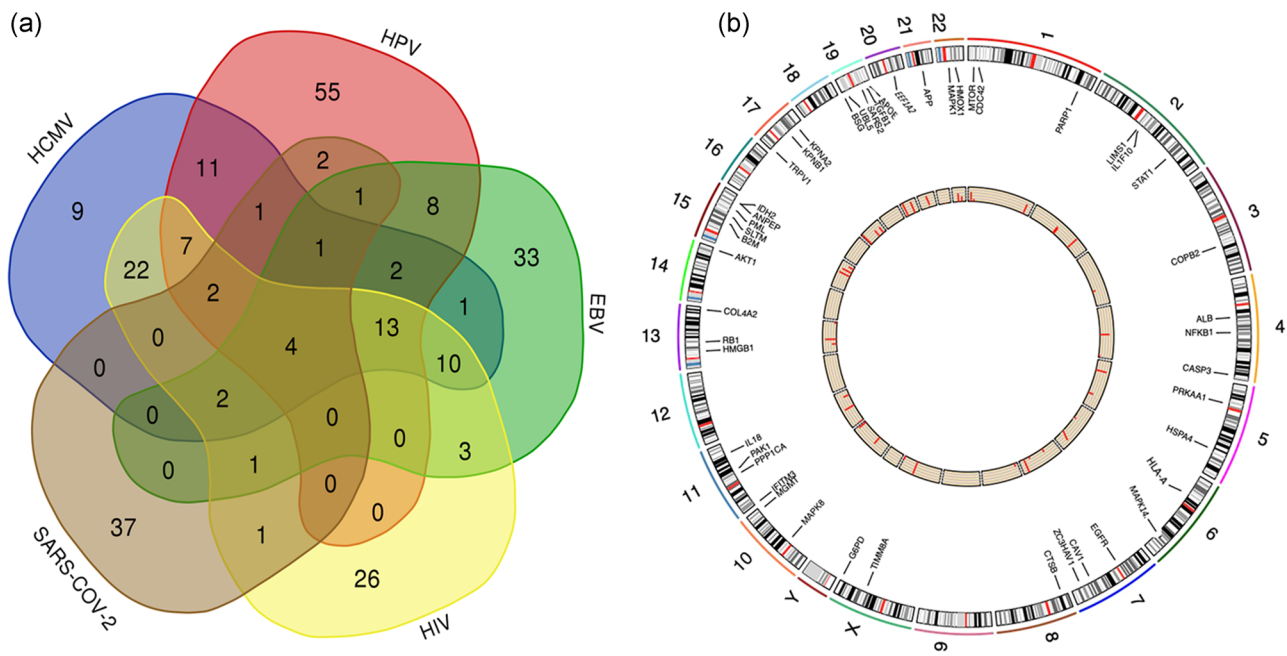 (a)
HPV
55
HCMV
2
11
9
1
8
1
33
EBV
7
1
2
22
2
1
13
0
4
10
0
2
0
0
0
3
0
1
0
0
37
1
26
SARS-COV-2
HIV
(b)
1
2
3
4
5
6
7
8
9
X
Y
10
11
12
13
14
15
16
17
18
19
20
21
22
MTOR
CDC42
PARP1
LIMS1
IL1F10
STAT1
COPB2
ALB
NFKB1
CASP3
PRKAA1
HSPA4
HLA-A
MAPK14
EGFR
CAV1
ZC3HAV1
CTSB
TIMM8A
G6PD
MAPK8
MGMT
IFITM3
PPP1CA
PAK1
IL18
HMGB1
RB1
COL4A2
AKT1
B2M
SLTM
PML
ANPEP
IDH2
TRPV1
KPNB1
KPNA2
BSG
UBL5
SARS2
TGFB1
APOE
EEF1A2
APP
MAPK1
HMOX1